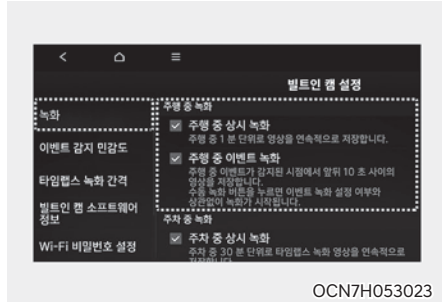 빌트인 캠 설정
녹화
이벤트 감지 민감도
타임랩스 녹화 간격
빌트인 캠 소프트웨어
정보
Wi-Fi 비밀번호 설정
주행 중 녹화
주행 중 상시 녹화
주행 중 1 분 단위로 영상을 연속적으로 저장합니다.
주행 중 이벤트 녹화
주행 중 이벤트가 감지된 시점에서 앞뒤 10 초 사이의
영상을 저장합니다.
수동 녹화 버튼을 누르면 이벤트 녹화 설정 여부와
상관없이 녹화가 시작됩니다.
주차 중 녹화
주차 중 상시 녹화
주차 중 30 분 단위로 타임랩스 녹화 영상을 연속적으로
저장합니다.
OCN7H053023